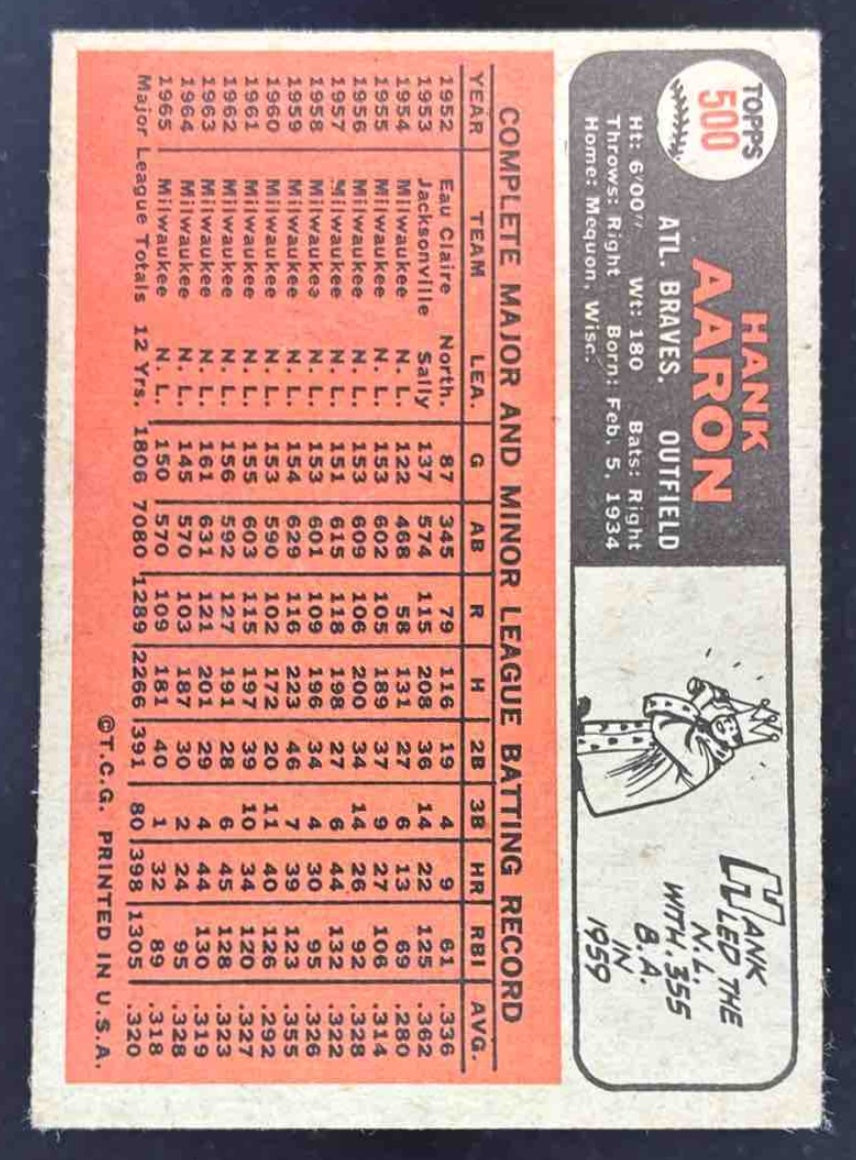 TOPPS
500
HANK
AARON
ATL. BRAVES. OUTFIELD
Ht: 6'00" Wt: 180 Bats: Right
Throws: Right Born: Feb. 5, 1934
Home: Mequon, Wisc.
HANK
LED THE
N.L.
WITH .355
B.A.
IN
1959
COMPLETE MAJOR AND MINOR LEAGUE BATTING RECORD
YEAR TEAM LEA. G AB R H 2B 3B HR RBI AVG.
1952 Eau Claire North. 87 345 79 116 19 4 9 61 .336
1953 Jacksonville Sally 137 574 115 208 36 14 22 125 .362
1954 Milwaukee N. L. 122 468 58 131 27 6 13 69 .280
1955 Milwaukee N. L. 153 602 105 189 37 9 27 106 .314
1956 Milwaukee N. L. 153 609 106 200 34 14 26 92 .328
1957 Milwaukee N. L. 151 615 118 198 27 6 44 132 .322
1958 Milwaukee N. L. 153 601 109 196 34 4 30 95 .326
1959 Milwaukee N. L. 154 629 116 223 46 7 39 123 .355
1960 Milwaukee N. L. 153 590 102 172 20 11 40 126 .292
1961 Milwaukee N. L. 155 603 115 197 39 10 34 120 .327
1962 Milwaukee N. L. 156 592 127 191 28 6 45 128 .323
1963 Milwaukee N. L. 161 631 121 201 29 4 44 130 .319
1964 Milwaukee N. L. 145 570 103 187 30 2 24 95 .328
1965 Milwaukee N. L. 150 570 109 181 40 1 32 89 .318
Major League Totals 12 Yrs. 1806 7080 1289 2266 391 80 398 1305 .320
©T.C.G. PRINTED IN U.S.A.